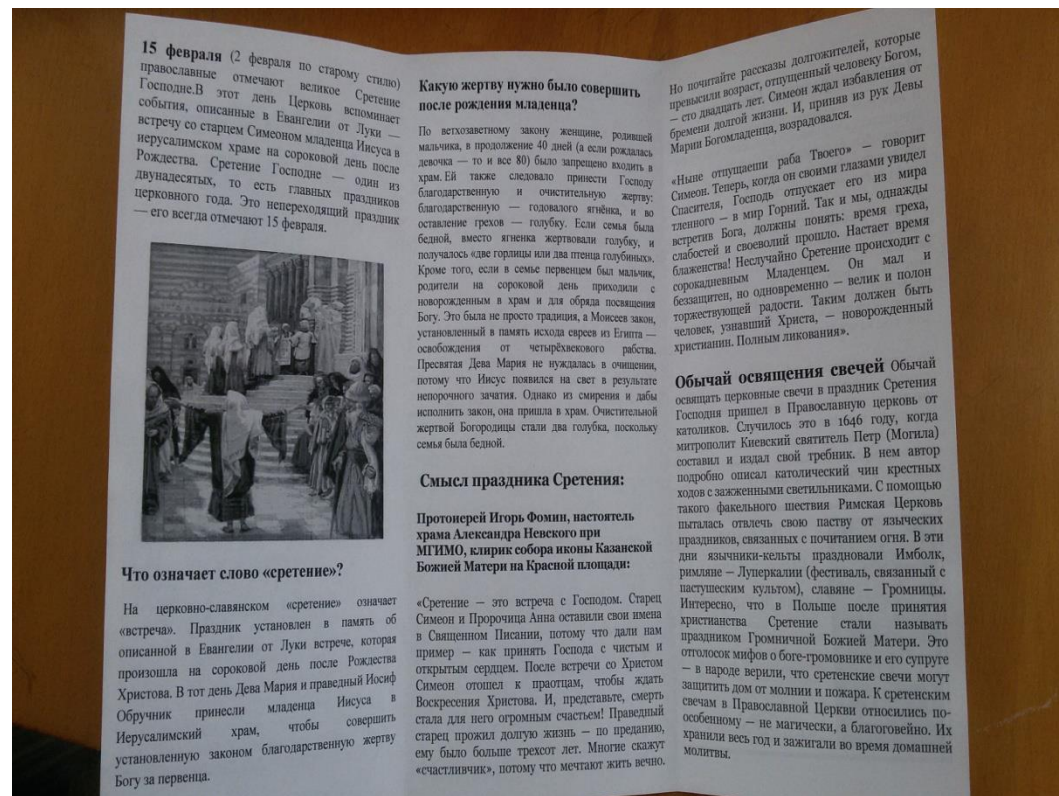 15 февраля (2 февраля по старому стилю)
православные отмечают великое Сретение
Господне.В этот день Церковь вспоминает
события, описанные в Евангелии от Луки —
встречу со старцем Симеоном младенца Иисуса в
иерусалимском храме на сороковой день после
Рождества. Сретение Господне — один из
двунадесятых, то есть главных праздников
церковного года. Это непереходящий праздник
— его всегда отмечают 15 февраля.
Что означает слово «сретение»?
На церковно-славянском «сретение» означает
«встреча». Праздник установлен в память об
описанной в Евангелии от Луки встрече, которая
произошла на сороковой день после Рождества
Христова. В тот день Дева Мария и праведный Иосиф
Обручник принесли младенца Иисуса в
Иерусалимский храм, чтобы совершить
установленную законом благодарственную жертву
Богу за первенца.
Какую жертву нужно было совершить
после рождения младенца?
По ветхозаветному закону женщине, родившей
мальчика, в продолжение 40 дней (а если рождалась
девочка — то и все 80) было запрещено входить в
храм. Ей также следовало принести Господу
благодарственную и очистительную жертву:
благодарственную — годовалого ягнёнка, и во
оставление грехов — голубку. Если семья была
бедной, вместо ягненка жертвовали голубку, и
получалось «две горлицы или два птенца голубиных».
Кроме того, если в семье первенцем был мальчик,
родители на сороковой день приходили с
новорожденным в храм и для обряда посвящения
Богу. Это была не просто традиция, а Моисеев закон,
установленный в память исхода евреев из Египта —
освобождения от четырёхвекового рабства.
Пресвятая Дева Мария не нуждалась в очищении,
потому что Иисус появился на свет в результате
непорочного зачатия. Однако из смирения и дабы
исполнить закон, она пришла в храм. Очистительной
жертвой Богородицы стали два голубка, поскольку
семья была бедной.
Смысл праздника Сретения:
Протоиерей Игорь Фомин, настоятель
храма Александра Невского при
МГИМО, клирик собора иконы Казанской
Божией Матери на Красной площади:
«Сретение — это встреча с Господом. Старец
Симеон и Пророчица Анна оставили свои имена
в Священном Писании, потому что дали нам
пример — как принять Господа с чистым и
открытым сердцем. После встречи со Христом
Симеон отошел к праотцам, чтобы ждать
Воскресения Христова. И, представьте, смерть
стала для него огромным счастьем! Праведный
старец прожил долгую жизнь — по преданию,
ему было больше трехсот лет. Многие скажут
«счастливчик», потому что мечтают жить вечно.
Но почитайте рассказы долгожителей, которые
превысили возраст, отпущенный человеку Богом,
— сто двадцать лет. Симеон ждал избавления от
бремени долгой жизни. И, приняв из рук Девы
Марии Богомладенца, возрадовался.
«Ныне отпущаеши раба Твоего» — говорит
Симеон. Теперь, когда он своими глазами увидел
Спасителя, Господь отпускает его из мира
тленного – в мир Горний. Так и мы, однажды
встретив Бога, должны понять: время греха,
слабостей и своеволий прошло. Настает время
блаженства! Неслучайно Сретение происходит с
сорокадневным Младенцем. Он мал и
беззащитен, но одновременно – велик и полон
торжествующей радости. Таким должен быть
человек, узнавший Христа, — новорожденный
христианин. Полным ликования».
Обычай освящения свечей Обычай
освящать церковные свечи в праздник Сретения
Господня пришел в Православную церковь от
католиков. Случилось это в 1646 году, когда
митрополит Киевский святитель Петр (Могила)
составил и издал свой требник. В нем автор
подробно описал католический чин крестных
ходов с зажженными светильниками. С помощью
такого факельного шествия Римская Церковь
пыталась отвлечь свою паству от языческих
праздников, связанных с почитанием огня. В эти
дни язычники-кельты праздновали Имболк,
римляне – Луперкалии (фестиваль, связанный с
пастушеским культом), славяне – Громницы.
Интересно, что в Польше после принятия
христианства Сретение стали называть
праздником Громничной Божией Матери. Это
отголосок мифов о боге-громовнике и его супруге
– в народе верили, что сретенские свечи могут
защитить дом от молнии и пожара. К сретенским
свечам в Православной Церкви относились по-
особенному – не магически, а благоговейно. Их
хранили весь год и зажигали во время домашней
молитвы.